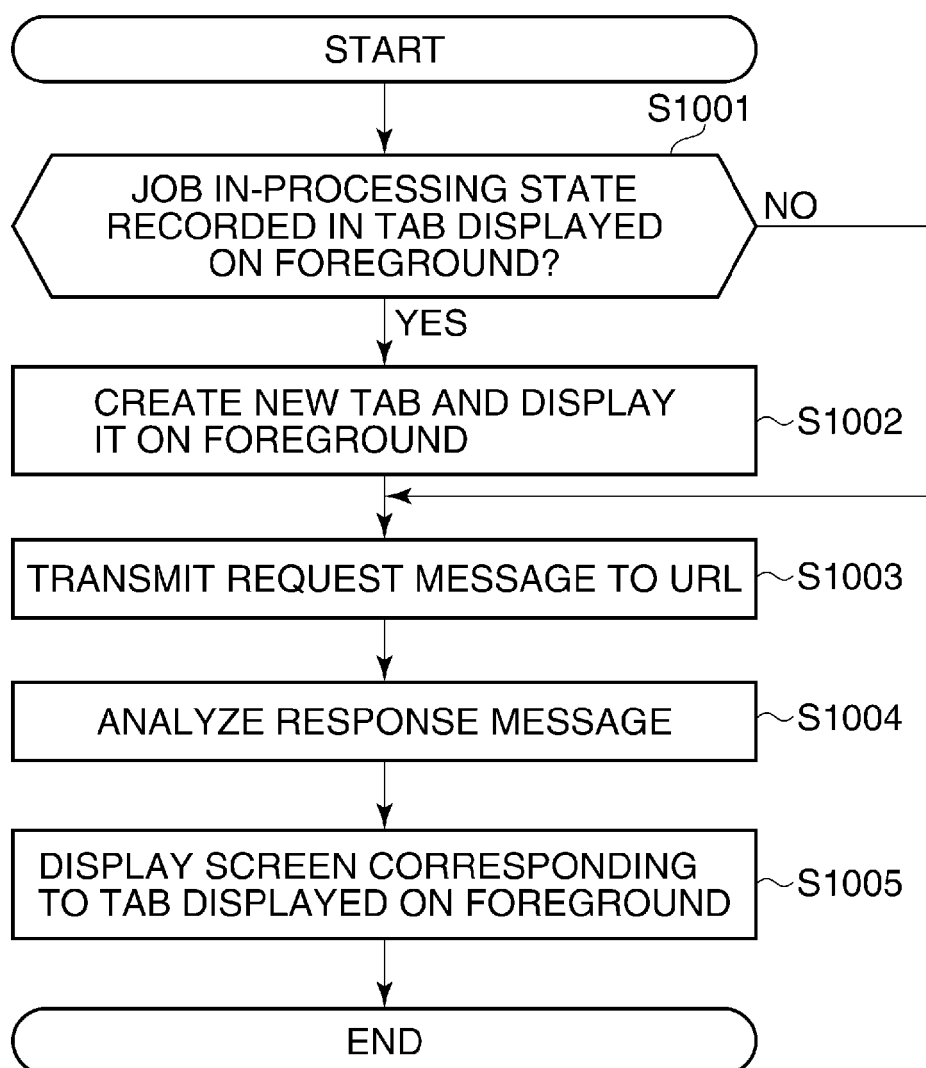 START
S1001
JOB IN-PROCESSING STATE
RECORDED IN TAB DISPLAYED
ON FOREGROUND?
NO
YES
CREATE NEW TAB AND DISPLAY
IT ON FOREGROUND
S1002
TRANSMIT REQUEST MESSAGE TO URL
S1003
ANALYZE RESPONSE MESSAGE
S1004
DISPLAY SCREEN CORRESPONDING
TO TAB DISPLAYED ON FOREGROUND
S1005
END